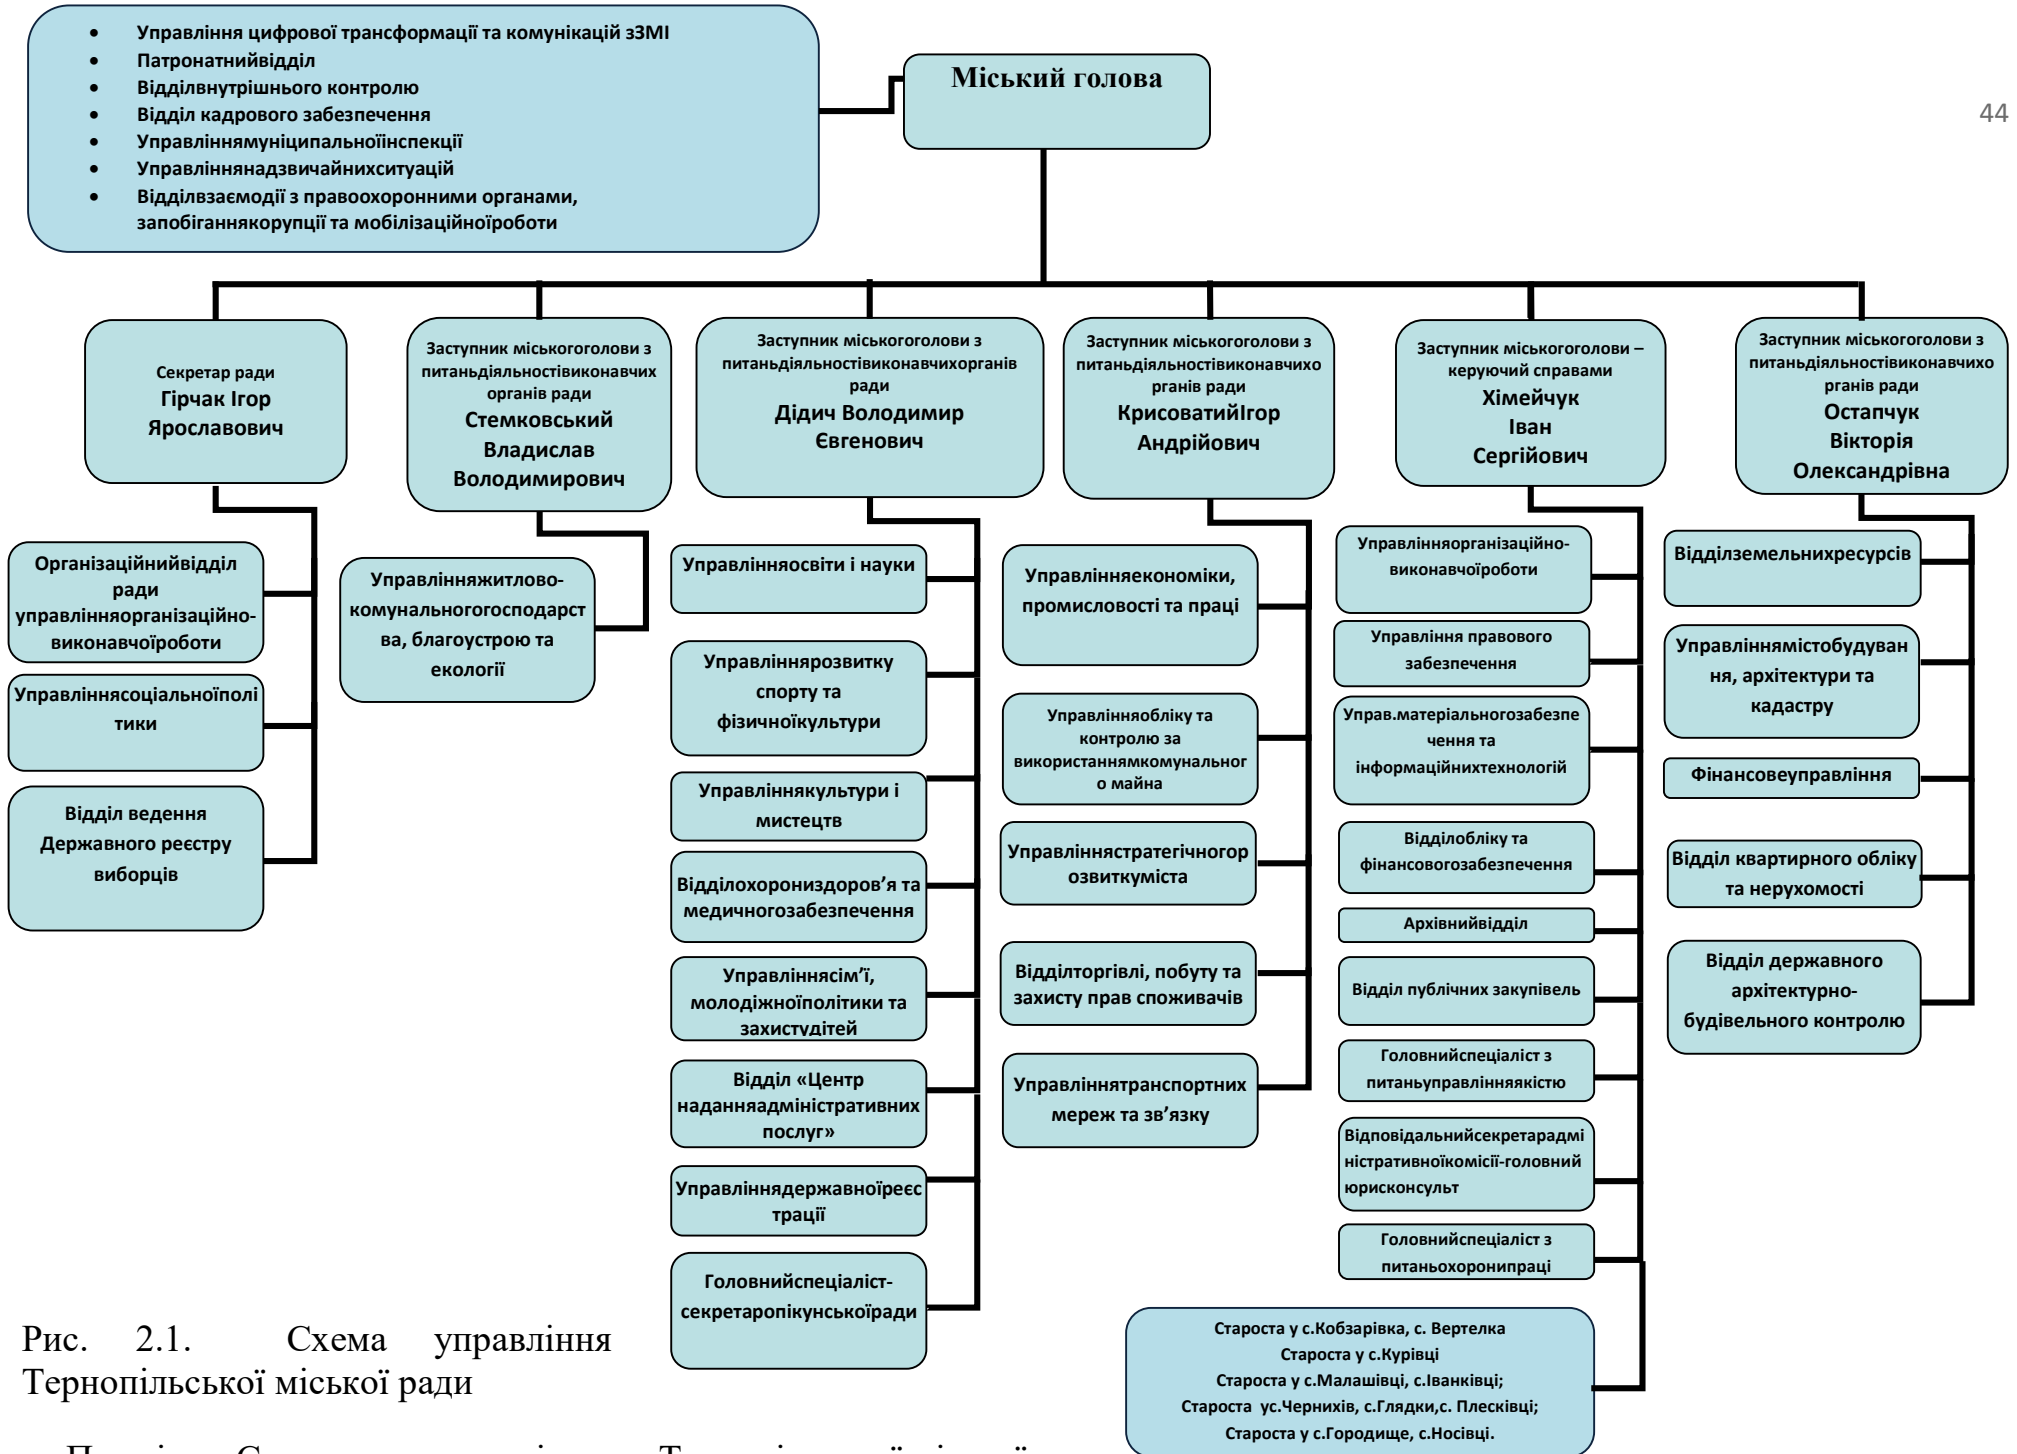 • Управління цифрової трансформації та комунікацій зЗМІ
• Патронатнийвідділ
• Відділвнутрішнього контролю
• Відділ кадрового забезпечення
• Управліннямуніципальноїінспекції
• Управліннянадзвичайнихситуацій
• Відділвзаємодії з правоохоронними органами,
запобіганнякорупції та мобілізаційноїроботи
Міський голова
44
Секретар ради
Гірчак Ігор
Ярославович
Заступник міськогоголови з
питаньдіяльностівиконавчих
органів ради
Стемковський
Владислав
Володимирович
Заступник міськогоголови з
питаньдіяльностівиконавчихорганів
ради
Дідич Володимир
Євгенович
Заступник міськогоголови з
питаньдіяльностівиконавчихо
рганів ради
КрисоватийІгор
Андрійович
Заступник міськогоголови –
керуючий справами
Хімейчук
Іван
Сергійович
Заступник міськогоголови з
питаньдіяльностівиконавчихо
рганів ради
Остапчук
Вікторія
Олександрівна
Організаційнийвідділ
ради
управлінняорганізаційно-
виконавчоїроботи
Управліннясоціальноїполі
тики
Відділ ведення
Державного реєстру
виборців
Управлінняжитлово-
комунальногогосподарст
ва, благоустрою та
екології
Управлінняосвіти і науки
Управліннярозвитку
спорту та
фізичноїкультури
Управліннякультури і
мистецтв
Відділохорониздоров’я та
медичногозабезпечення
Управліннясім’ї,
молодіжноїполітики та
захистудітей
Відділ «Центр
наданняадміністративних
послуг»
Управліннядержавноїреєс
трації
Головнийспеціаліст-
секретаропікунськоїради
Управлінняекономіки,
промисловості та праці
Управлінняобліку та
контролю за
використаннямкомунальног
о майна
Управліннястратегічногор
озвиткуміста
Відділторгівлі, побуту та
захисту прав споживачів
Управліннятранспортних
мереж та зв’язку
Управлінняорганізаційно-
виконавчоїроботи
Управління правового
забезпечення
Управ.матеріальногозабезпе
чення та
інформаційнихтехнологій
Відділобліку та
фінансовогозабезпечення
Архівнийвідділ
Відділ публічних закупівель
Головнийспеціаліст з
питаньуправлінняякістю
Відповідальнийсекретарадмі
ністративноїкомісії-головний
юрисконсульт
Головнийспеціаліст з
питаньохоронипраці
Староста у с.Кобзарівка, с. Вертелка
Староста у с.Курівці
Староста у с.Малашівці, с.Іванківці;
Староста ус.Чернихів, с.Глядки,с. Плесківці;
Староста у с.Городище, с.Носівці.
Відділземельнихресурсів
Управліннямістобудуван
ня, архітектури та
кадастру
Фінансовеуправління
Відділ квартирного обліку
та нерухомості
Відділ державного
архітектурно-
будівельного контролю
Рис. 2.1. Схема управління
Тернопільської міської ради